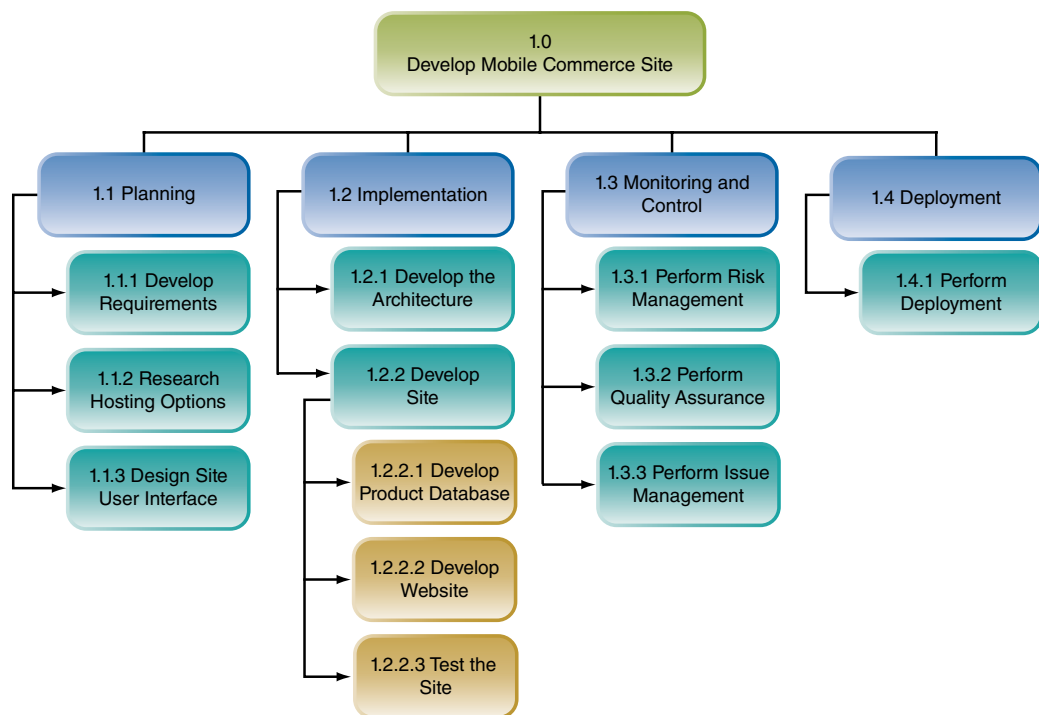 1.0
Develop Mobile Commerce Site
1.1 Planning
1.1.1 Develop
Requirements
1.1.2 Research
Hosting Options
1.1.3 Design Site
User Interface
1.2 Implementation
1.2.1 Develop the
Architecture
1.2.2 Develop
Site
1.2.2.1 Develop
Product Database
1.2.2.2 Develop
Website
1.2.2.3 Test the
Site
1.3 Monitoring and
Control
1.3.1 Perform Risk
Management
1.3.2 Perform
Quality Assurance
1.3.3 Perform Issue
Management
1.4 Deployment
1.4.1 Perform
Deployment